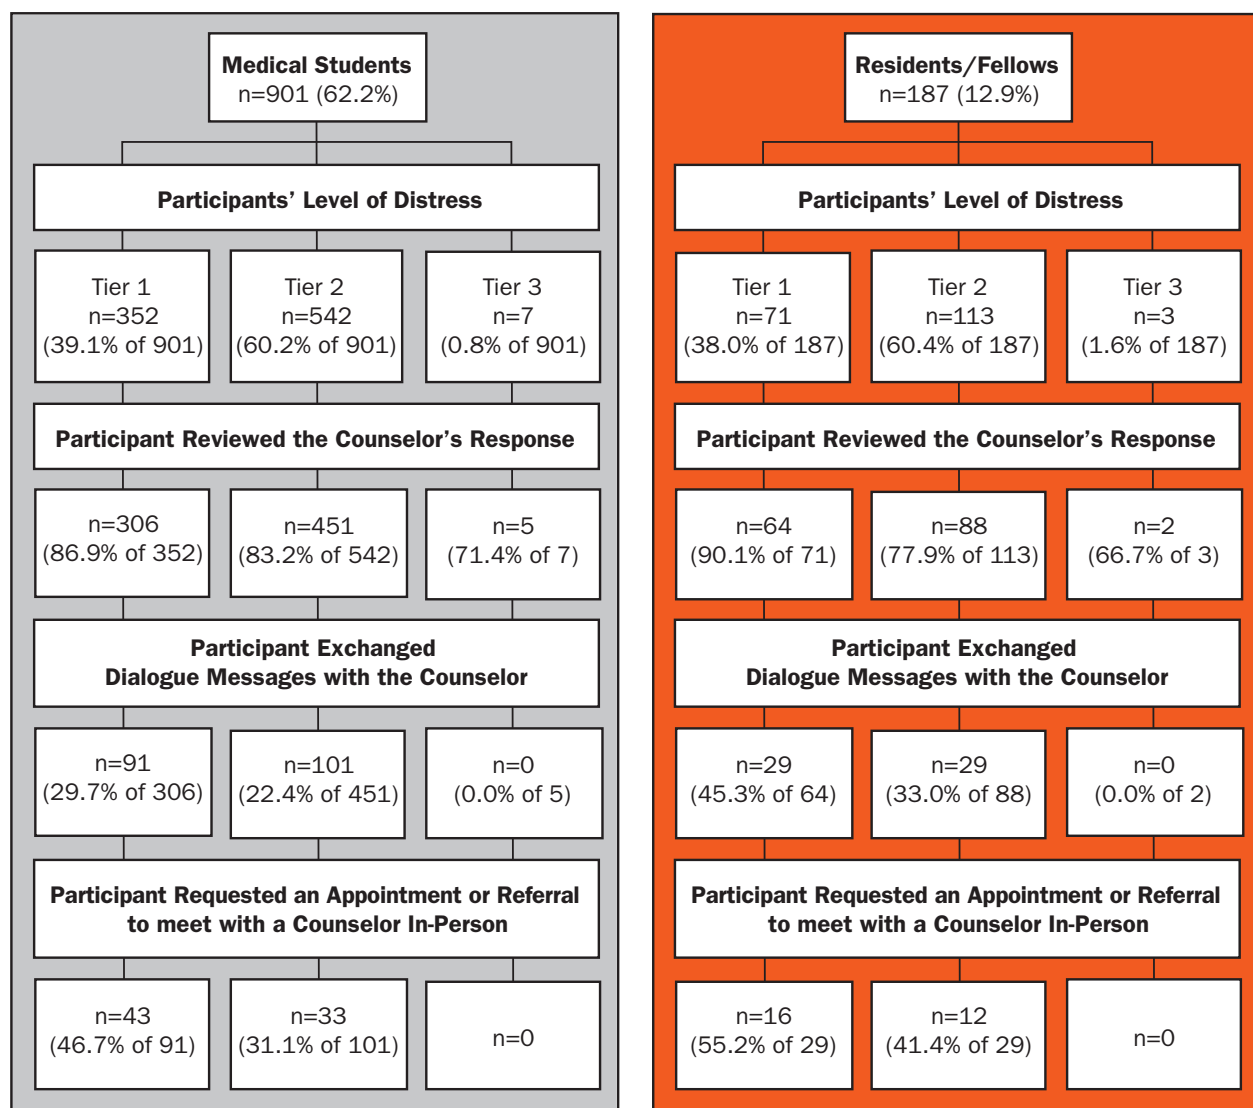 Medical Students
n=901 (62.2%)
Participants’ Level of Distress
Tier 1
n=352
(39.1% of 901)
Tier 2
n=542
(60.2% of 901)
Tier 3
n=7
(0.8% of 901)
Participant Reviewed the Counselor’s Response
n=306
(86.9% of 352)
n=451
(83.2% of 542)
n=5
(71.4% of 7)
Participant Exchanged
Dialogue Messages with the Counselor
n=91
(29.7% of 306)
n=101
(22.4% of 451)
n=0
(0.0% of 5)
Participant Requested an Appointment or Referral
to meet with a Counselor In-Person
n=43
(46.7% of 91)
n=33
(31.1% of 101)
n=0
Residents/Fellows
n=187 (12.9%)
Participants’ Level of Distress
Tier 1
n=71
(38.0% of 187)
Tier 2
n=113
(60.4% of 187)
Tier 3
n=3
(1.6% of 187)
Participant Reviewed the Counselor’s Response
n=64
(90.1% of 71)
n=88
(77.9% of 113)
n=2
(66.7% of 3)
Participant Exchanged
Dialogue Messages with the Counselor
n=29
(45.3% of 64)
n=29
(33.0% of 88)
n=0
(0.0% of 2)
Participant Requested an Appointment or Referral
to meet with a Counselor In-Person
n=16
(55.2% of 29)
n=12
(41.4% of 29)
n=0